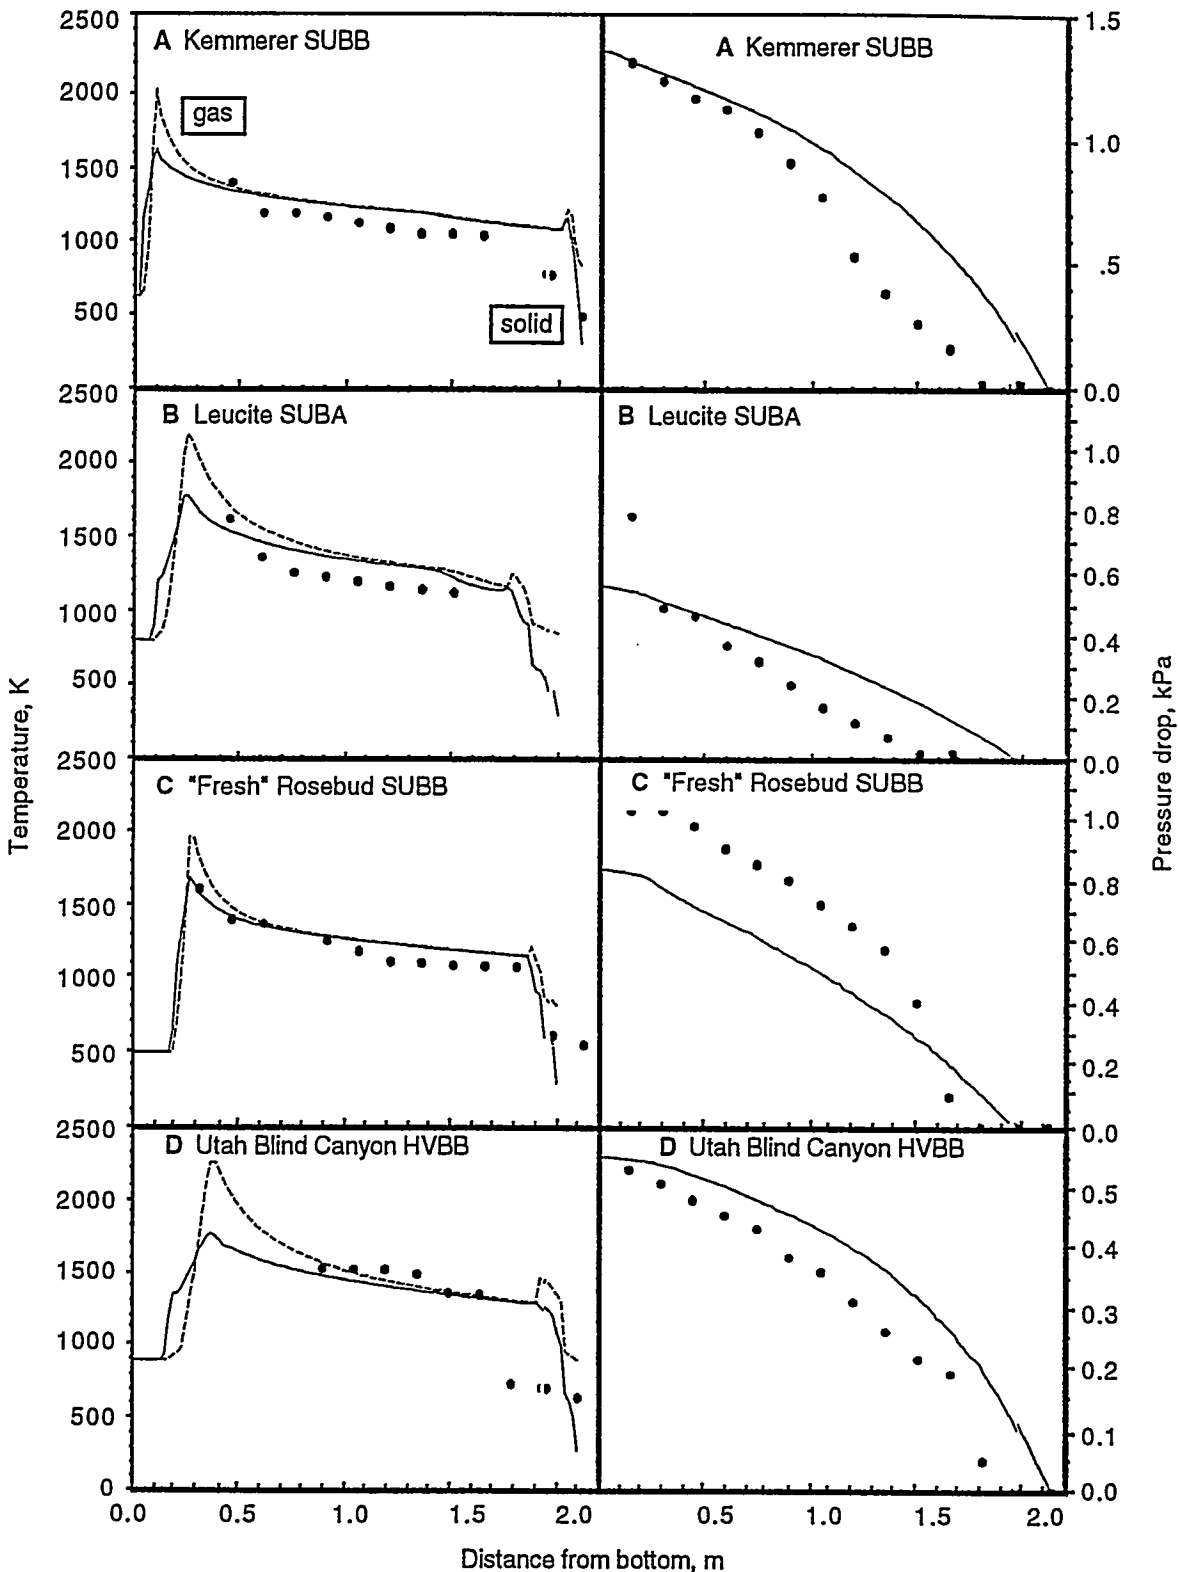 2500
A Kemmerer SUBB
2000
gas
1500
1000
500
solid
A Kemmerer SUBB
1.5
1.0
.5
0.0
2500
B Leucite SUBA
2000
1500
1000
500
B Leucite SUBA
1.0
0.8
0.6
0.4
0.2
0.0
2500
C "Fresh" Rosebud SUBB
2000
1500
1000
500
C "Fresh" Rosebud SUBB
1.0
0.8
0.6
0.4
0.2
0.0
2500
D Utah Blind Canyon HVBB
2000
1500
1000
500
0
D Utah Blind Canyon HVBB
0.5
0.4
0.3
0.2
0.1
0.0
0.0 0.5 1.0 1.5 2.0
0.5 1.0 1.5 2.0
Temperature, K
Pressure drop, kPa
Distance from bottom, m